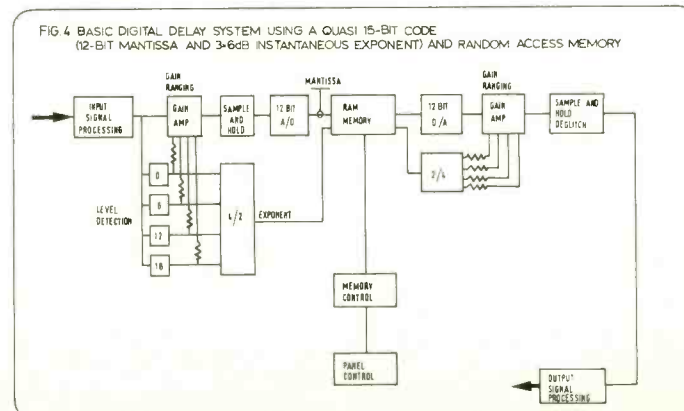 FIG. 4 BASIC DIGITAL DELAY SYSTEM USING A QUASI 15-BIT CODE
(12-BIT MANTISSA AND 3×6dB INSTANTANEOUS EXPONENT) AND RANDOM ACCESS MEMORY
INPUT
SIGNAL
PROCESSING
GAIN
RANGING
GAIN
AMP
SAMPLE
AND
HOLD
12 BIT
A/D
MANTISSA
RAM
MEMORY
12 BIT
D/A
GAIN
RANGING
GAIN
AMP
SAMPLE AND
HOLD
DEGLITCH
LEVEL
DETECTION
0
6
12
18
4/2
EXPONENT
2/4
MEMORY
CONTROL
PANEL
CONTROL
OUTPUT
SIGNAL
PROCESSING